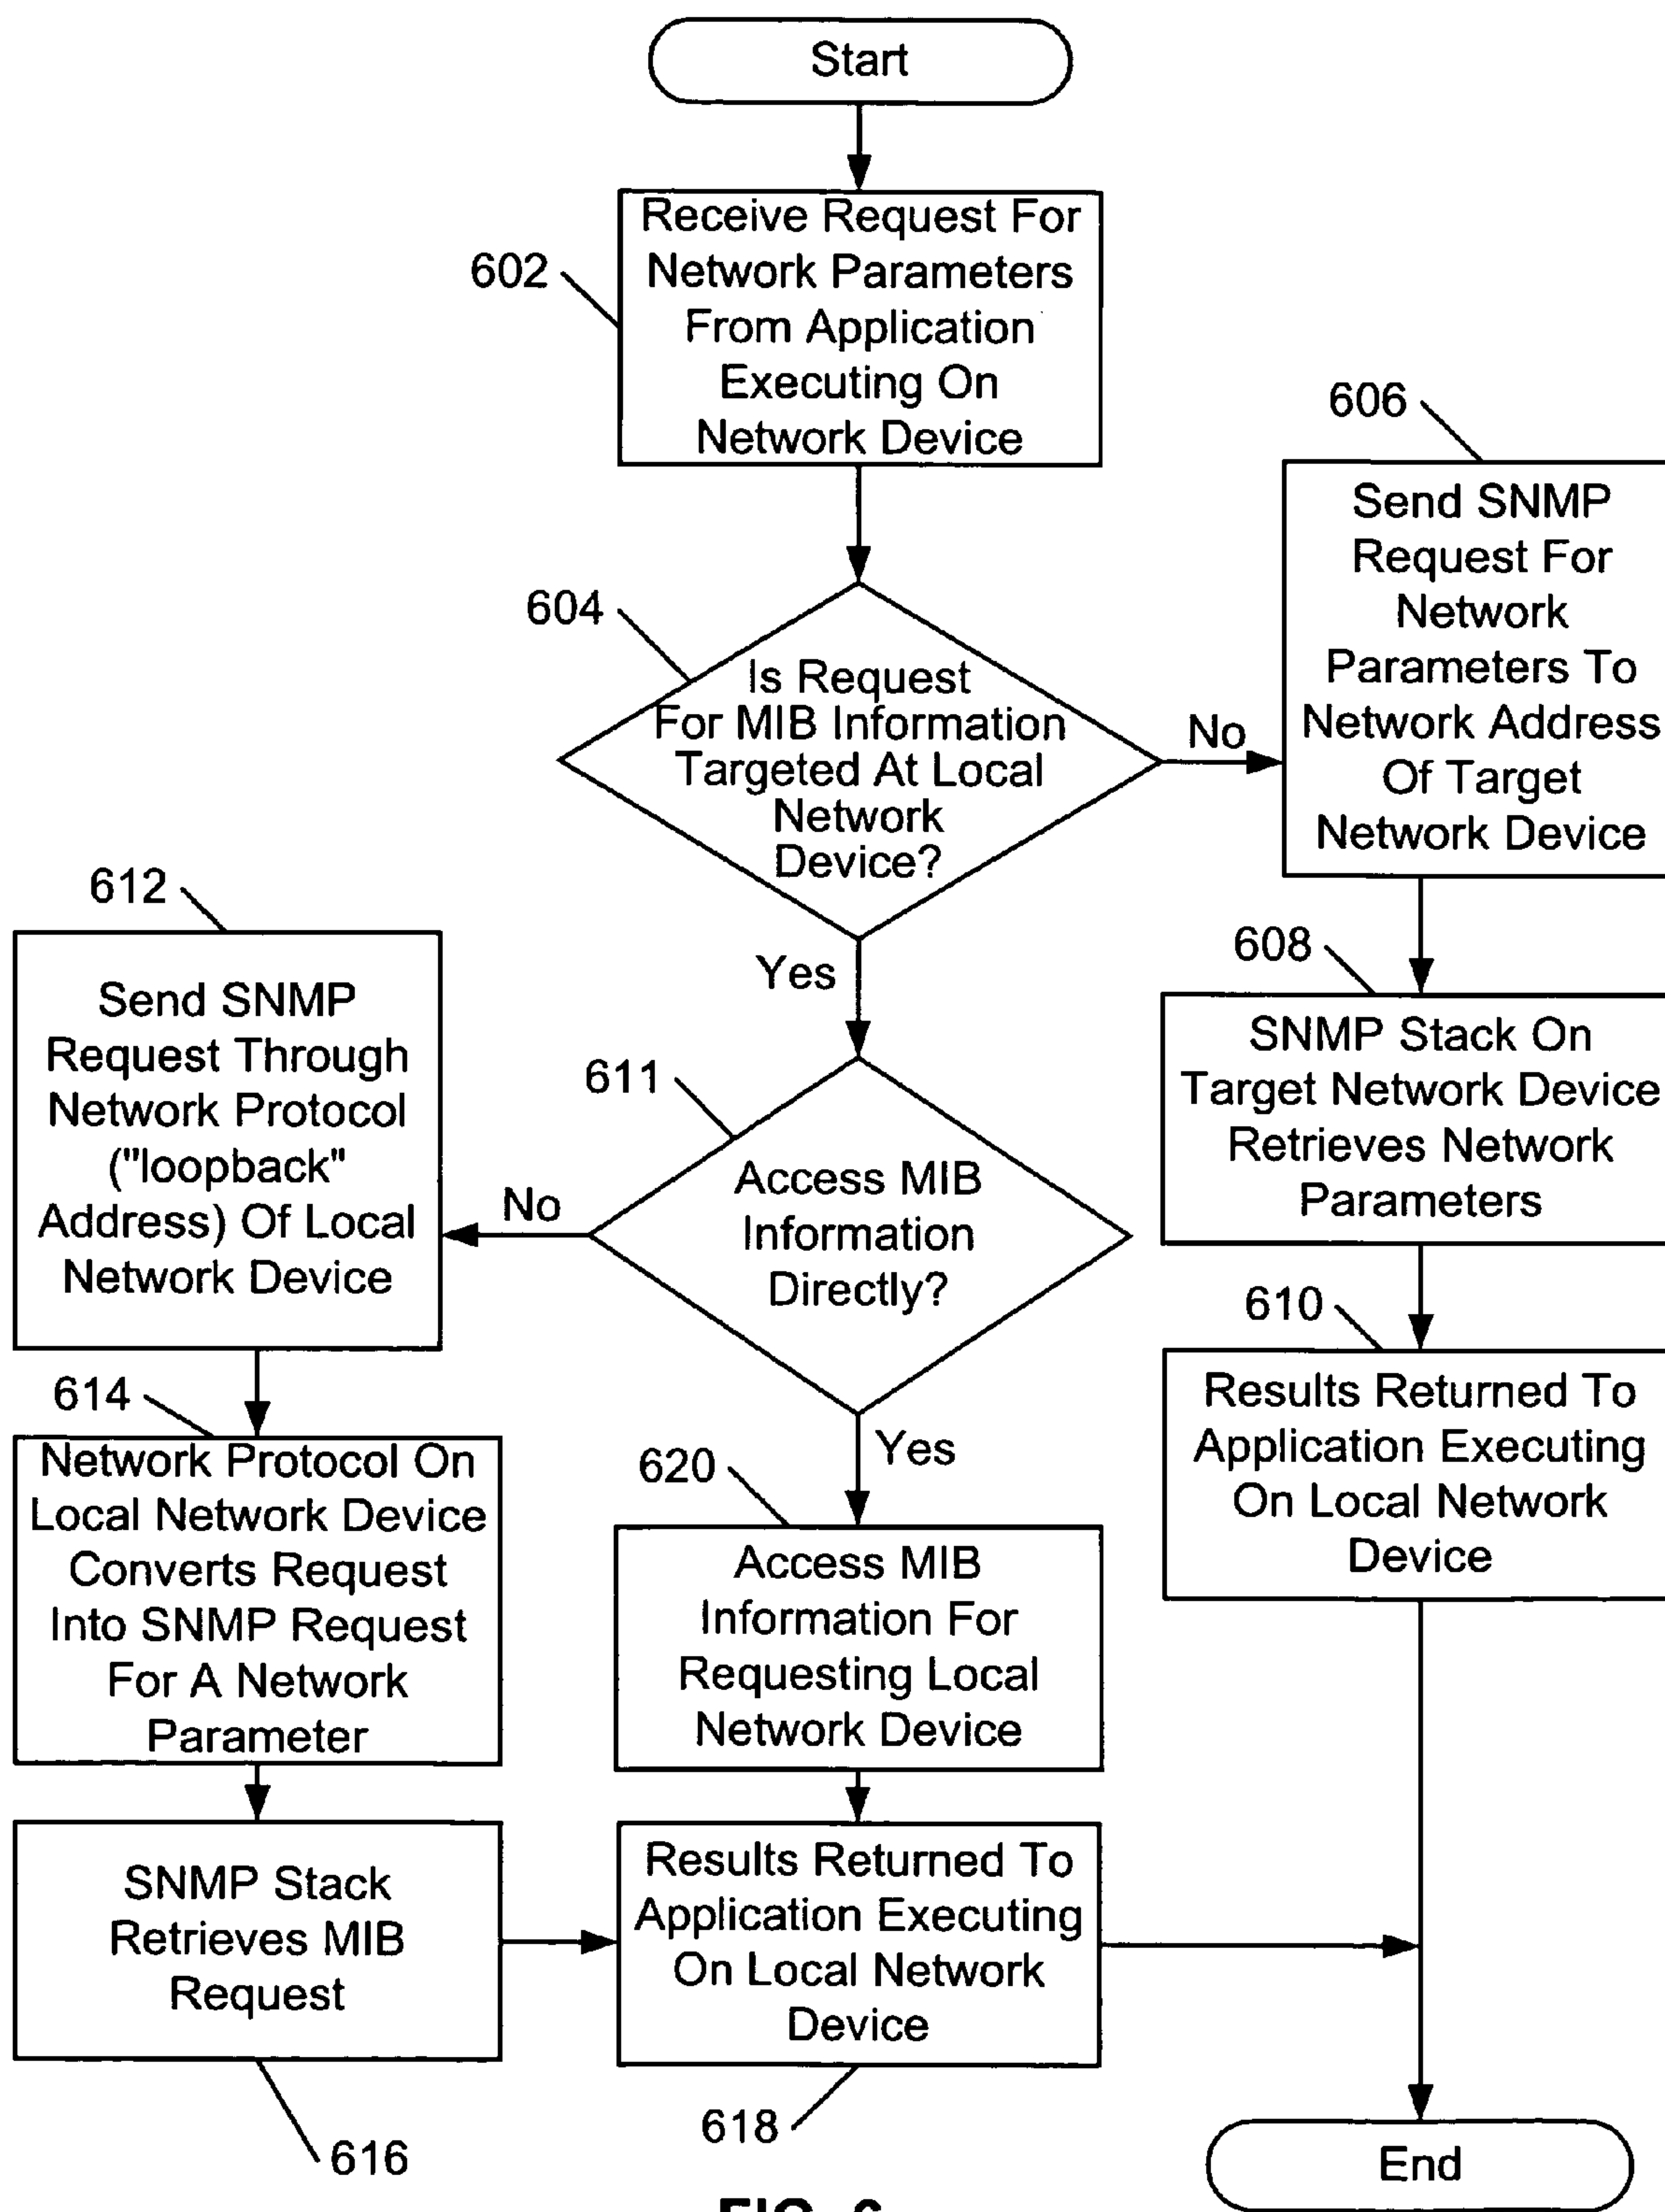 Start
602
Receive Request For
Network Parameters
From Application
Executing On
Network Device
604
Is Request
For MIB Information
Targeted At Local
Network
Device?
No
606
Send SNMP
Request For
Network
Parameters To
Network Address
Of Target
Network Device
608
SNMP Stack On
Target Network Device
Retrieves Network
Parameters
610
Results Returned To
Application Executing
On Local Network
Device
Yes
611
Access MIB
Information
Directly?
No
612
Send SNMP
Request Through
Network Protocol
("loopback"
Address) Of Local
Network Device
614
Network Protocol On
Local Network Device
Converts Request
Into SNMP Request
For A Network
Parameter
SNMP Stack
Retrieves MIB
Request
616
Yes
620
Access MIB
Information For
Requesting Local
Network Device
Results Returned To
Application Executing
On Local Network
Device
618
End
FIG. 6